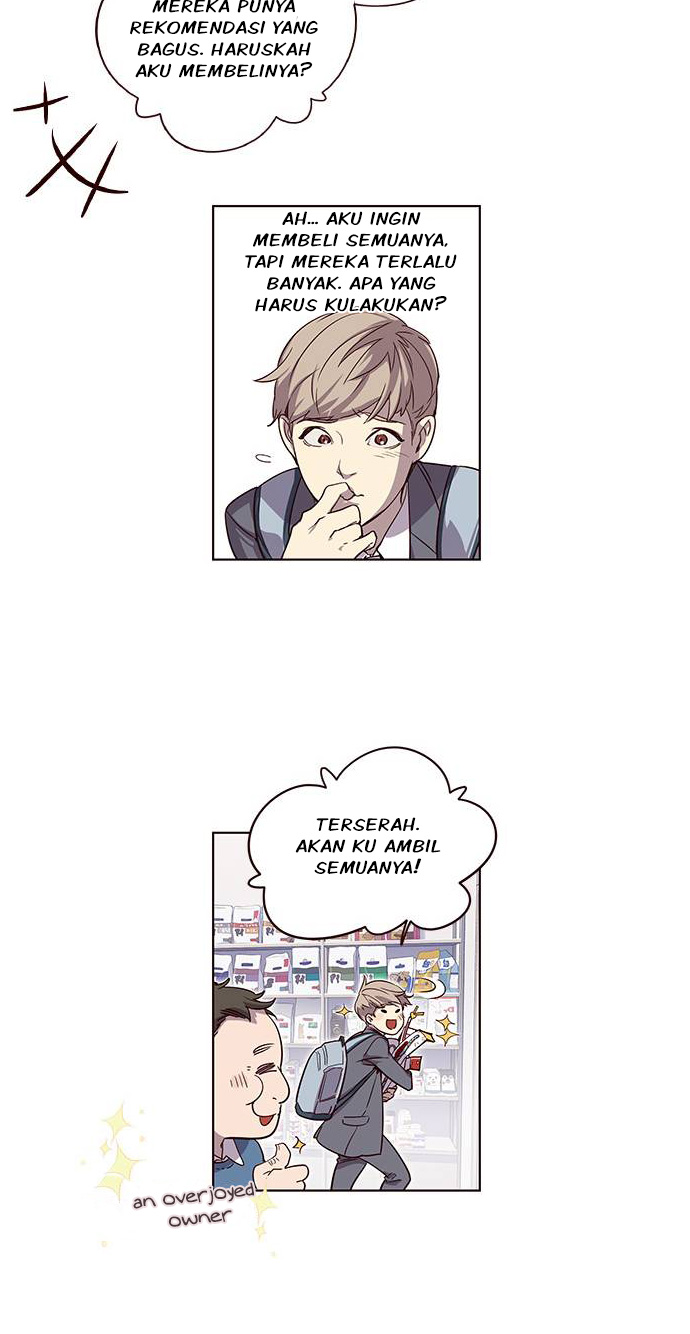 MEREKA PUNYA
REKOMENDASI YANG
BAGUS. HARUSKAH
AKU MEMBELINYA?
AH... AKU INGIN
MEMBELI SEMUANYA,
TAPI MEREKA TERLALU
BANYAK. APA YANG
HARUS KULAKUKAN?
TERSERAH.
AKAN KU AMBIL
SEMUANYA!
an overjoyed
owner